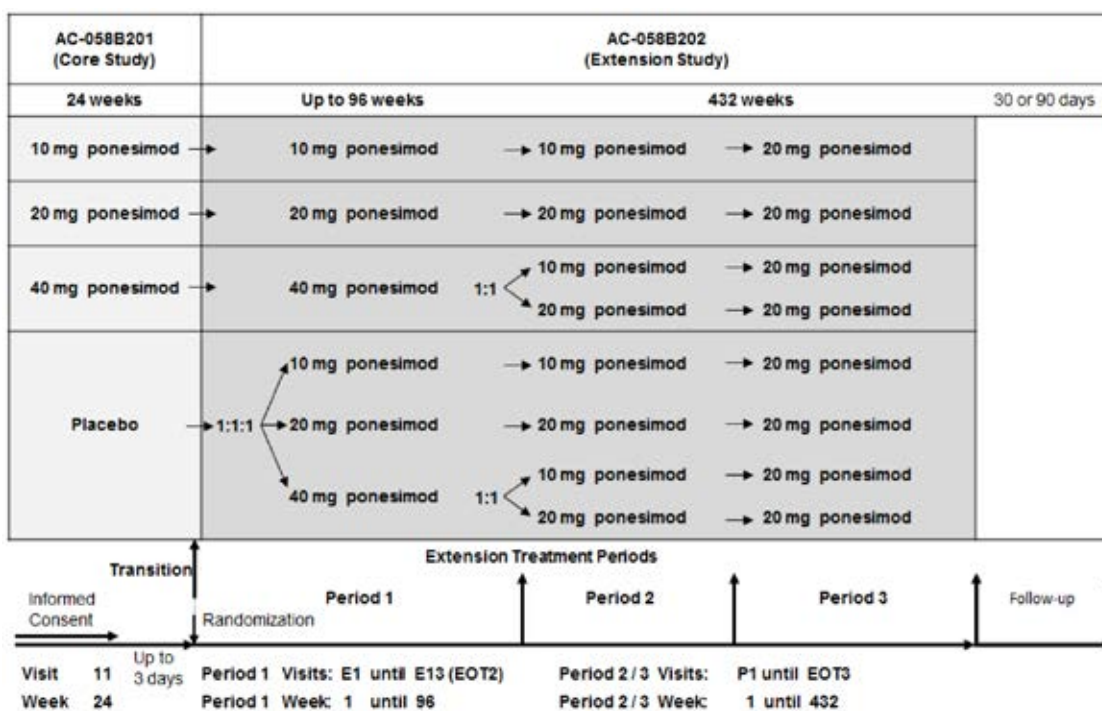 AC-058B201
(Core Study)
AC-058B202
(Extension Study)
24 weeks
Up to 96 weeks
432 weeks
30 or 90 days
10 mg ponesimod
10 mg ponesimod
10 mg ponesimod
20 mg ponesimod
20 mg ponesimod
20 mg ponesimod
20 mg ponesimod
20 mg ponesimod
40 mg ponesimod
40 mg ponesimod
1:1
10 mg ponesimod
20 mg ponesimod
20 mg ponesimod
20 mg ponesimod
Placebo
1:1:1
10 mg ponesimod
10 mg ponesimod
20 mg ponesimod
20 mg ponesimod
20 mg ponesimod
20 mg ponesimod
40 mg ponesimod
1:1
10 mg ponesimod
20 mg ponesimod
20 mg ponesimod
20 mg ponesimod
Transition
Extension Treatment Periods
Informed
Consent
Randomization
Period 1
Period 2
Period 3
Follow-up
Visit 11
Week 24
Up to
3 days
Period 1 Visits: E1 until E13 (EOT2)
Period 1 Week: 1 until 96
Period 2 / 3 Visits: P1 until EOT3
Period 2 / 3 Week: 1 until 432